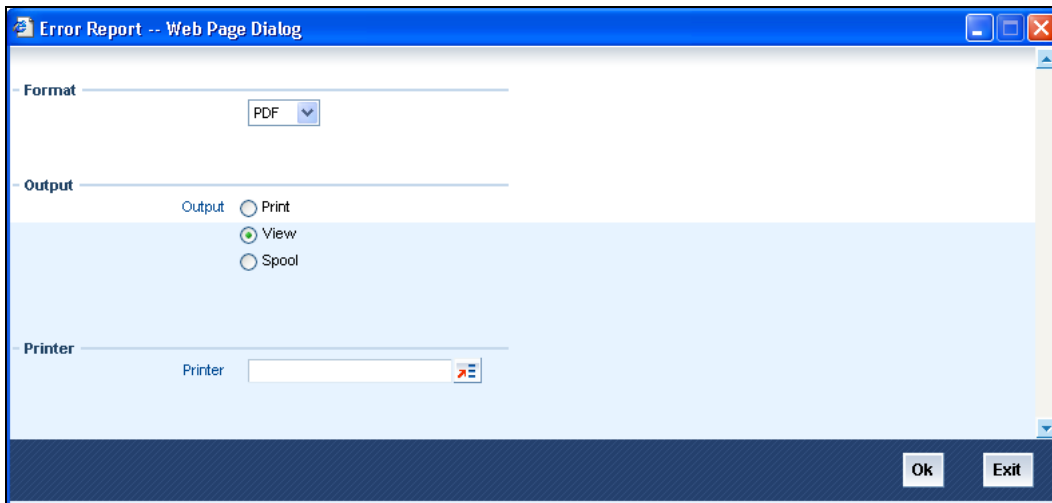 Error Report -- Web Page Dialog
Format
PDF
Output
Output Print
View
Spool
Printer
Printer
Ok Exit